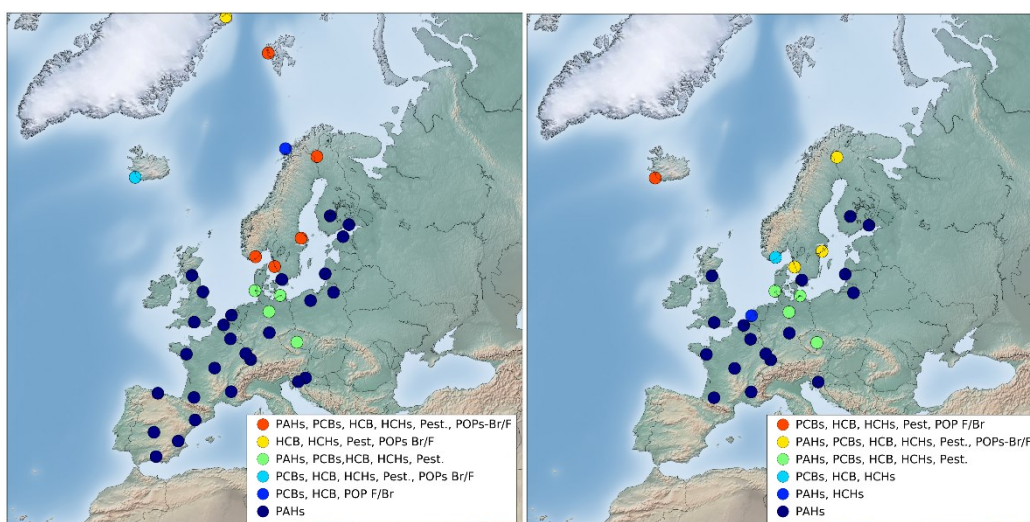 PAHs, PCBs, HCB, HCHs, Pest., POPs-Br/F
HCB, HCHs, Pest, POPs Br/F
PAHs, PCBs,HCB, HCHs, Pest.
PCBs, HCB, HCHs, Pest., POPs Br/F
PCBs, HCB, POP F/Br
PAHs
PCBs, HCB, HCHs, Pest, POP F/Br
PAHs, PCBs, HCB, HCHs, Pest., POPs-Br/F
PAHs, PCBs, HCB, HCHs, Pest.
PCBs, HCB, HCHs
PAHs, HCHs
PAHs